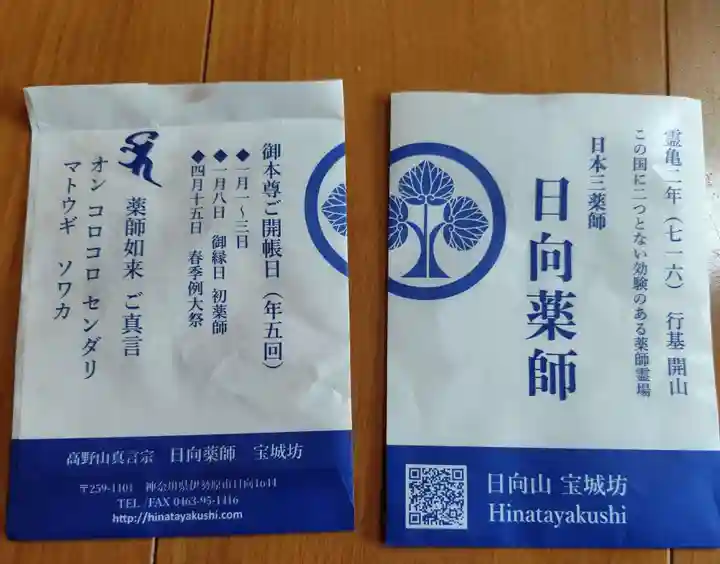 御本尊ご開帳日（年五回）
◆一月一～三日
◆一月八日 御縁日 初薬師
◆四月十五日 春季例大祭
薬師如来 ご真言
オン コロコロ センダリ
マトウギ ソワカ
高野山真言宗 日向薬師 宝城坊
〒259-1101 神奈川県伊勢原市日向1644
TEL /FAX 0463-95-1416
http://hinatayakushi.com
霊亀二年（七一六） 行基 開山
この国に二つとない効験のある薬師霊場
日本三薬師
日向薬師
日向山 宝城坊
Hinatayakushi